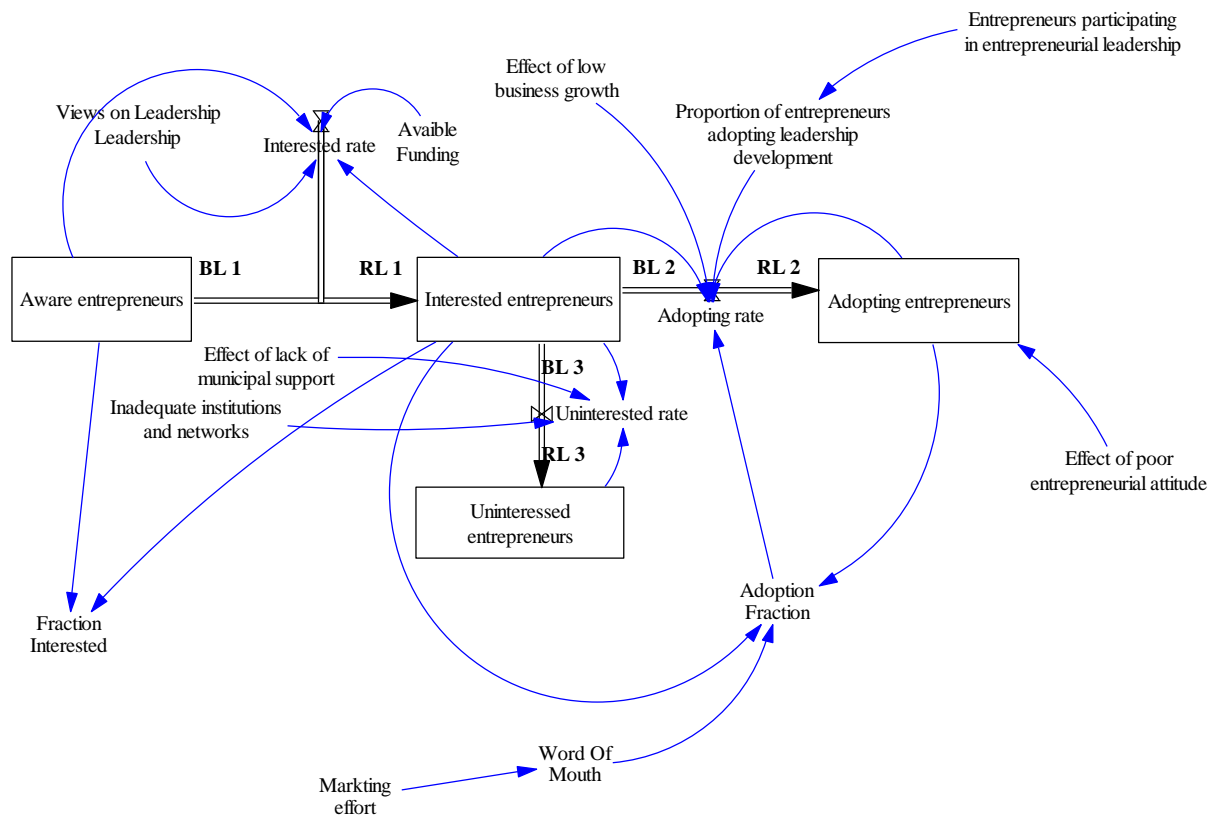 Entrepreneurs participating
in entrepreneurial leadership
Effect of low
business growth
Views on Leadership
Leadership
Avaible
Funding
Proportion of entrepreneurs
adopting leadership
development
Interested rate
BL 1
RL 1
BL 2
RL 2
Aware entrepreneurs
Interested entrepreneurs
Adopting rate
Adopting entrepreneurs
Effect of lack of
municipal support
BL 3
Inadequate institutions
and networks
Uninterested rate
RL 3
Effect of poor
entrepreneurial attitude
Uninteressed
entrepreneurs
Adoption
Fraction
Fraction
Interested
Word Of
Mouth
Markting
effort